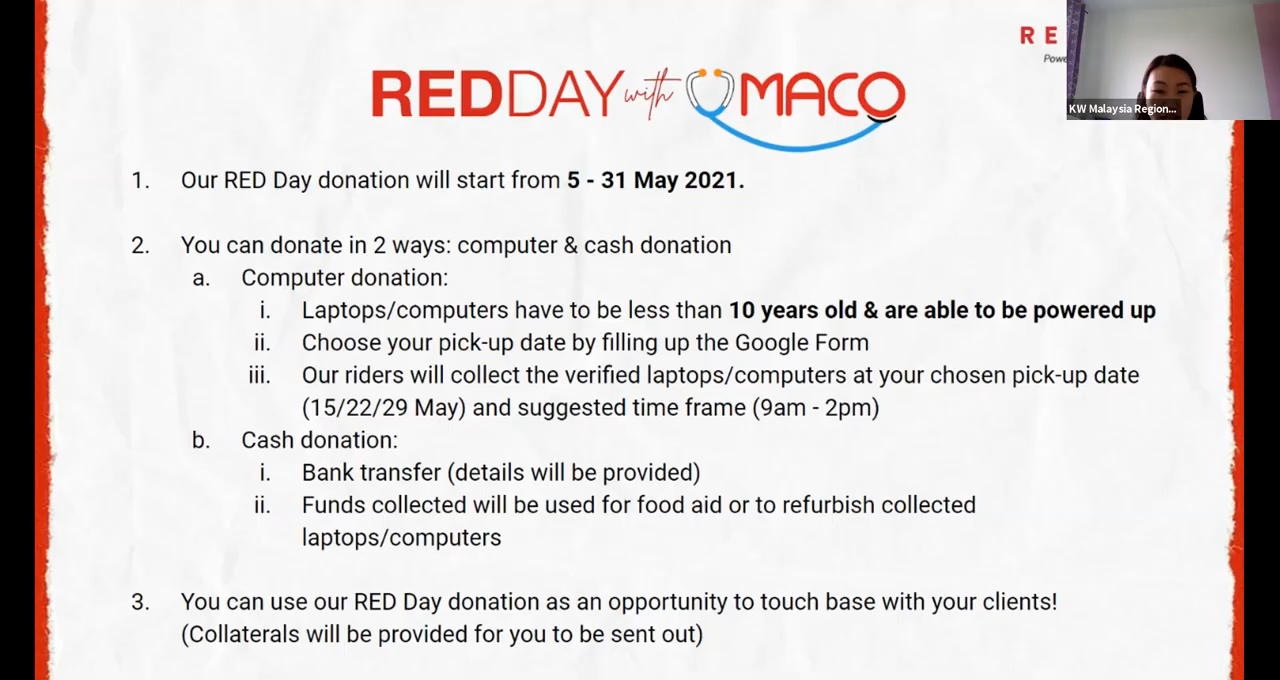 RE
Powe
REDDAY with UMACO
KW Malaysia Region...
1. Our RED Day donation will start from 5 - 31 May 2021.
2. You can donate in 2 ways: computer & cash donation
a. Computer donation:
i. Laptops/computers have to be less than 10 years old & are able to be powered up
ii. Choose your pick-up date by filling up the Google Form
iii. Our riders will collect the verified laptops/computers at your chosen pick-up date
(15/22/29 May) and suggested time frame (9am - 2pm)
b. Cash donation:
i. Bank transfer (details will be provided)
ii. Funds collected will be used for food aid or to refurbish collected
laptops/computers
3. You can use our RED Day donation as an opportunity to touch base with your clients!
(Collaterals will be provided for you to be sent out)